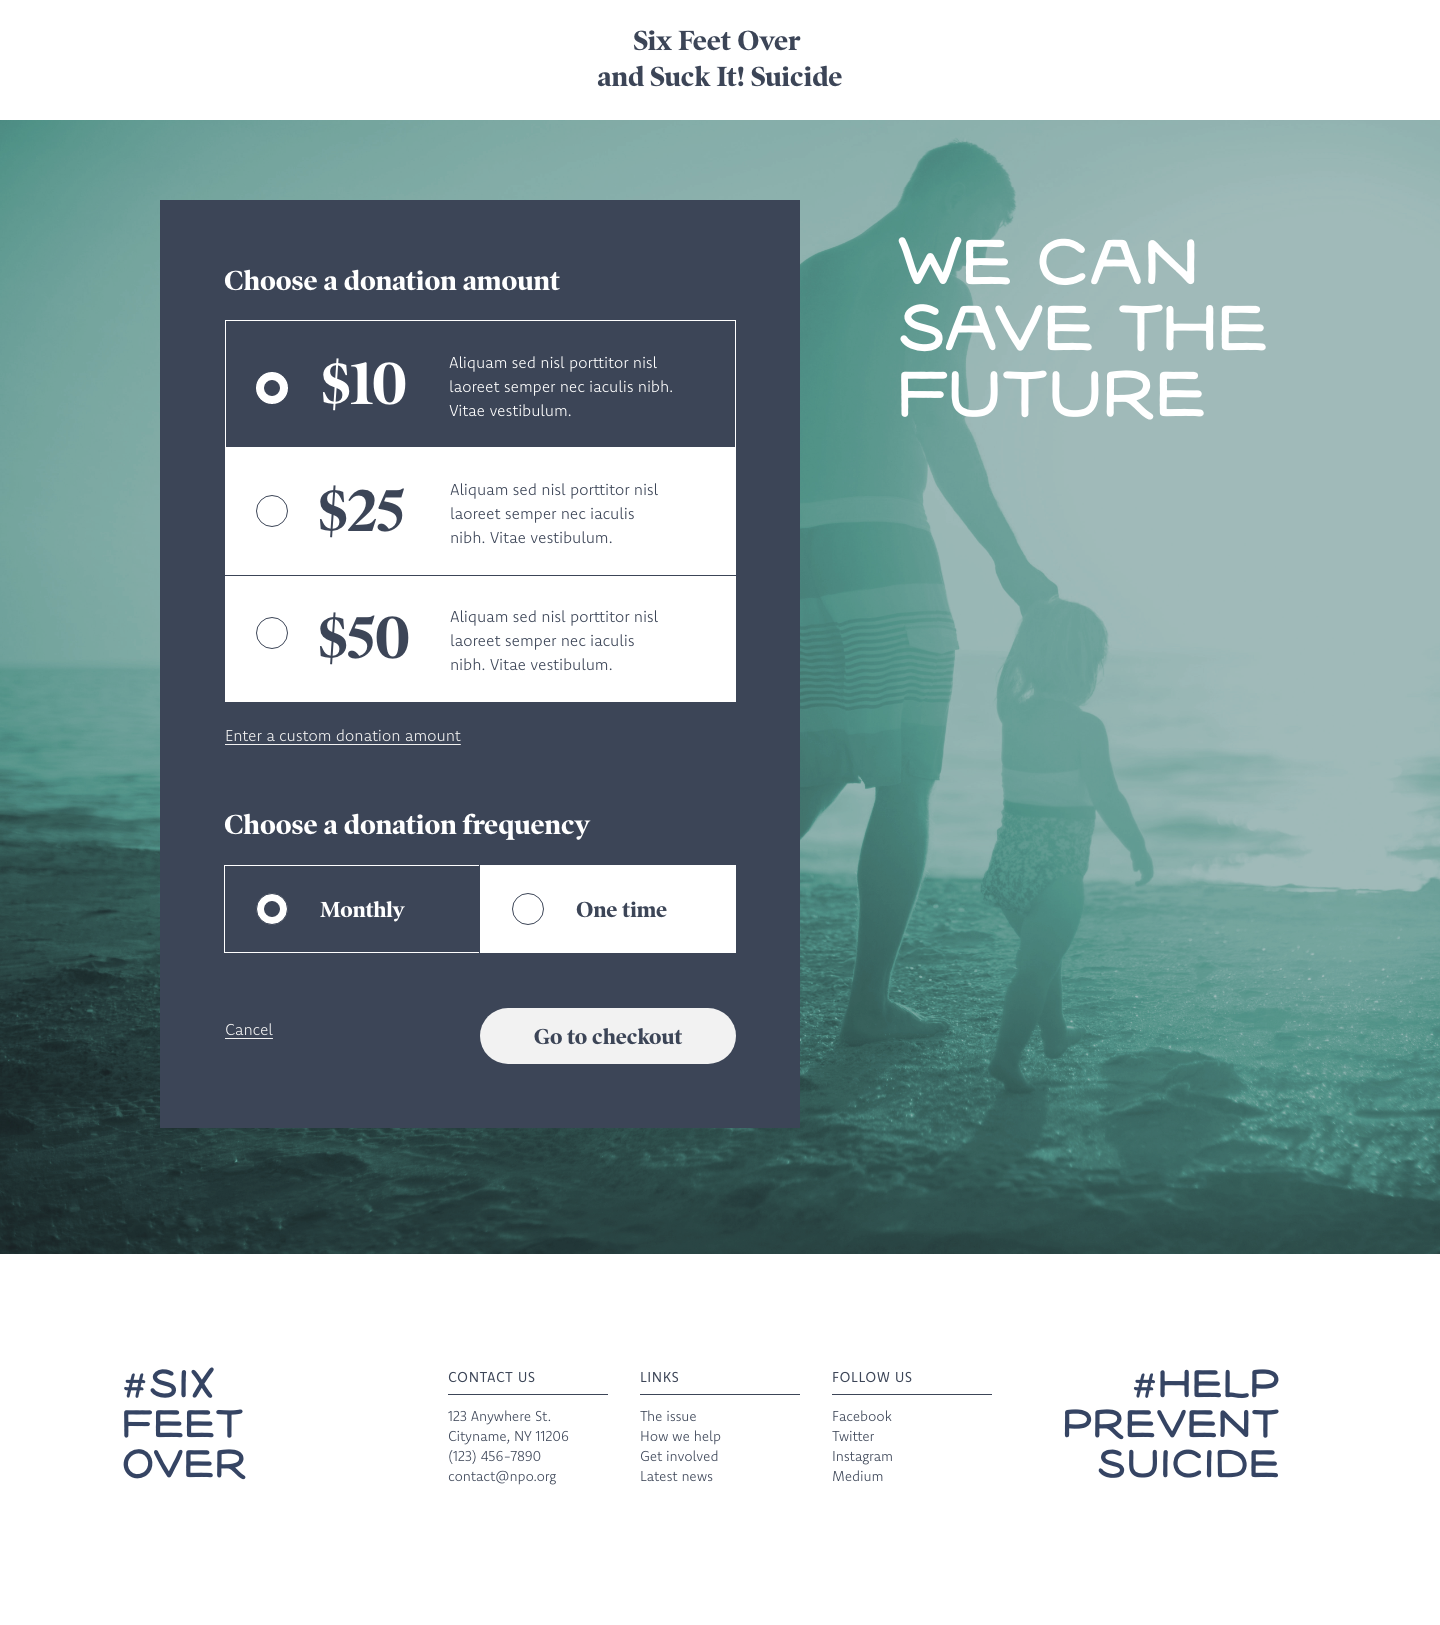 Six Feet Over
and Suck It! Suicide
Choose a donation amount
$10
Aliquam sed nisl porttitor nisl
laoreet semper nec iaculis nibh.
Vitae vestibulum.
$25
Aliquam sed nisl porttitor nisl
laoreet semper nec iaculis
nibh. Vitae vestibulum.
$50
Aliquam sed nisl porttitor nisl
laoreet semper nec iaculis
nibh. Vitae vestibulum.
Enter a custom donation amount
Choose a donation frequency
Monthly
One time
Cancel
Go to checkout
WE CAN
SAVE THE
FUTURE
#SIX
FEET
OVER
CONTACT US
123 Anywhere St.
Cityname, NY 11206
(123) 456-7890
contact@npo.org
LINKS
The issue
How we help
Get involved
Latest news
FOLLOW US
Facebook
Twitter
Instagram
Medium
#HELP
PREVENT
SUICIDE